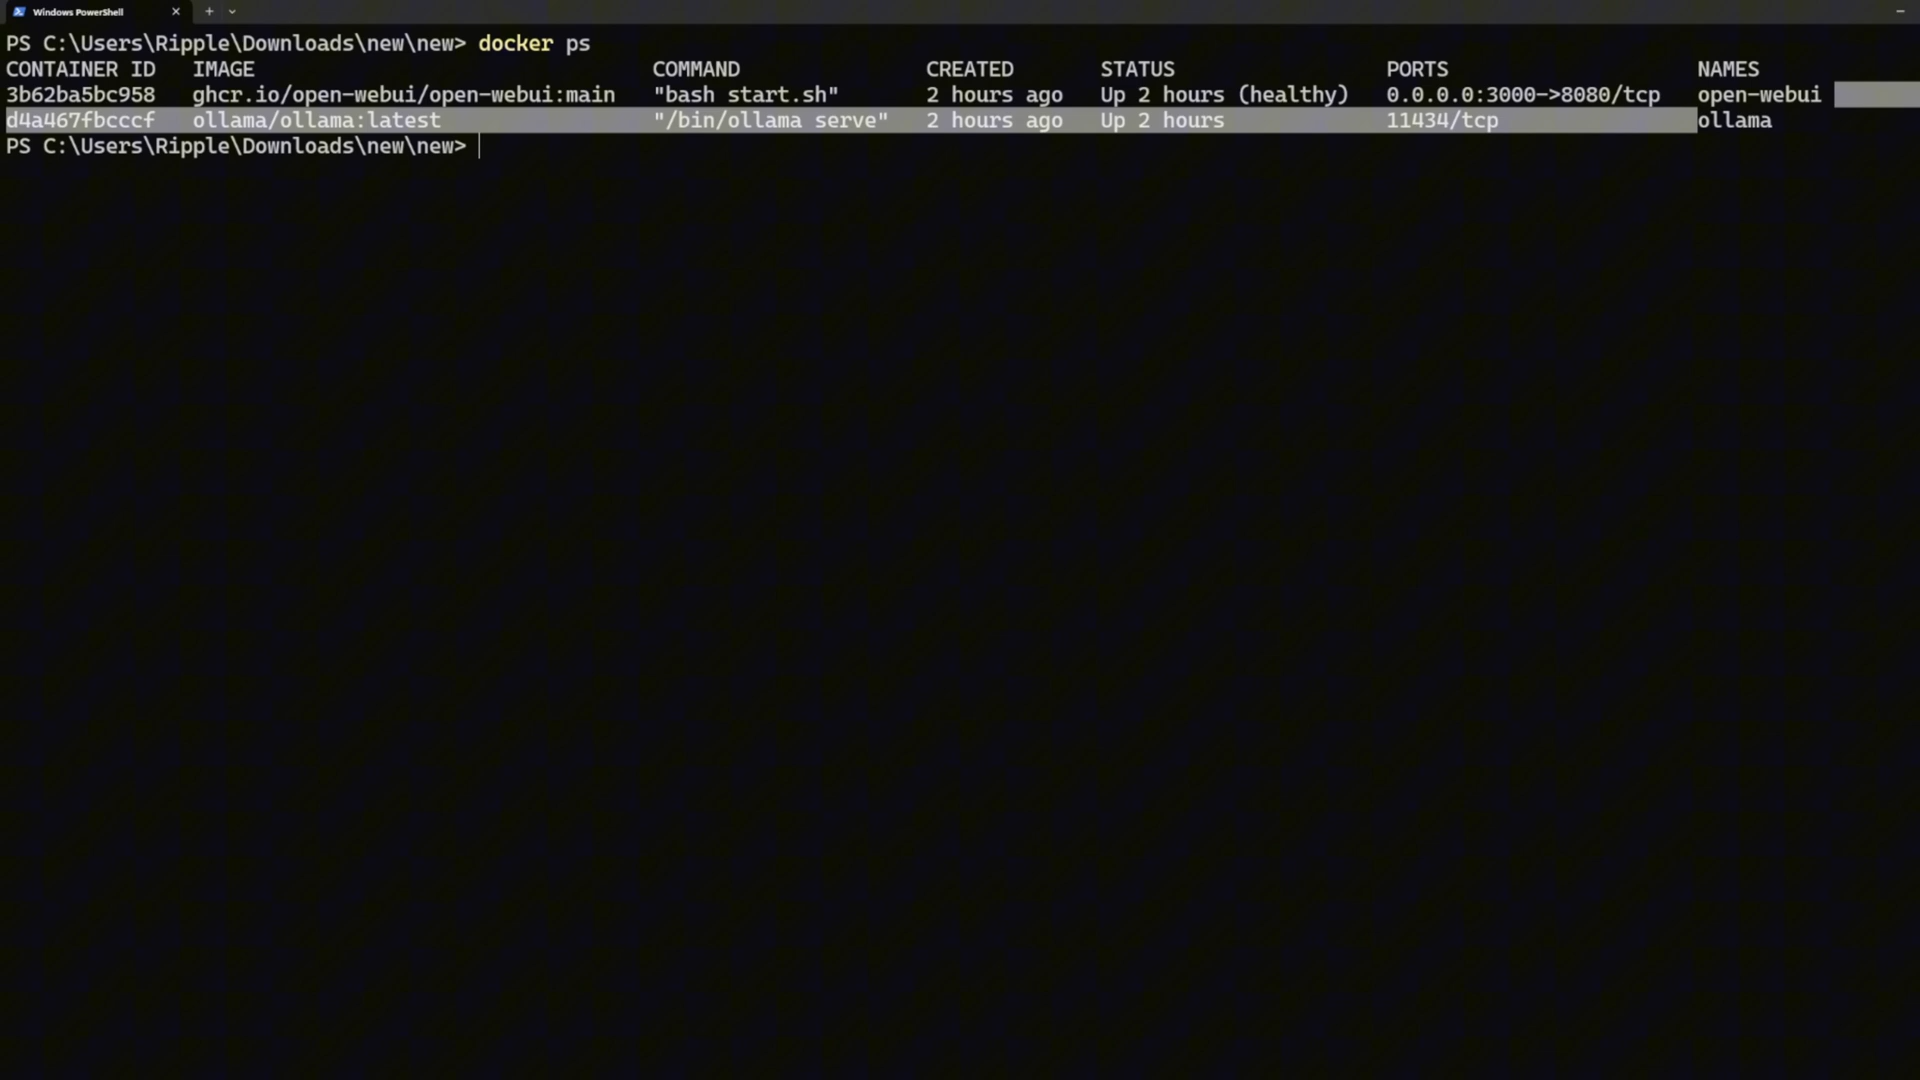 Windows PowerShell
PS C:\Users\Ripple\Downloads\new\new> docker ps
CONTAINER ID   IMAGE                                COMMAND               CREATED       STATUS                 PORTS                    NAMES
3b62ba5bc958   ghcr.io/open-webui/open-webui:main   "bash start.sh"       2 hours ago   Up 2 hours (healthy)   0.0.0.0:3000->8080/tcp   open-webui
d4a467fbcccf   ollama/ollama:latest                 "/bin/ollama serve"   2 hours ago   Up 2 hours             11434/tcp                ollama
PS C:\Users\Ripple\Downloads\new\new>